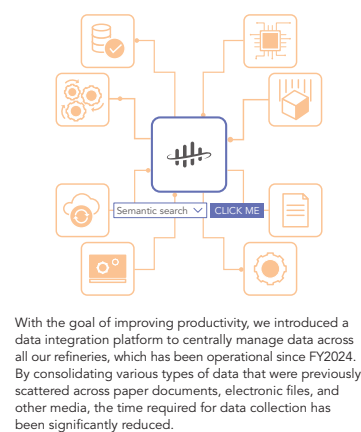 Semantic search CLICK ME
With the goal of improving productivity, we introduced a
data integration platform to centrally manage data across
all our refineries, which has been operational since FY2024.
By consolidating various types of data that were previously
scattered across paper documents, electronic files, and
other media, the time required for data collection has
been significantly reduced.